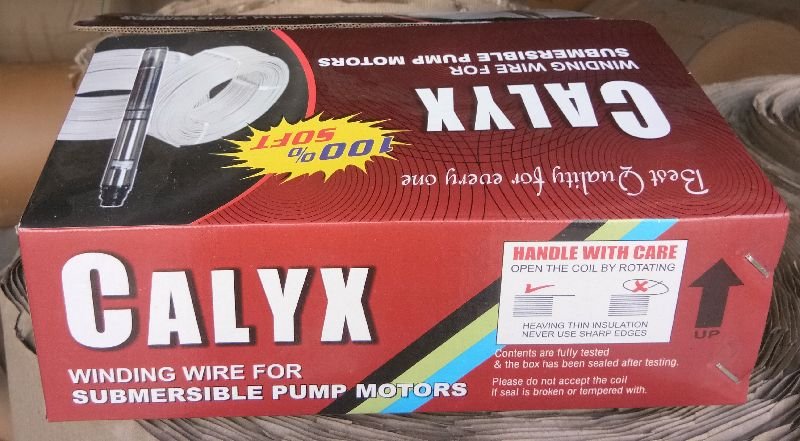 WINDING WIRE FOR
SUBMERSIBLE PUMP MOTORS
CALYX
100%
SOFT
Best Quality for every one
CALYX
WINDING WIRE FOR
SUBMERSIBLE PUMP MOTORS
HANDLE WITH CARE
OPEN THE COIL BY ROTATING
HEAVING THIN INSULATION
NEVER USE SHARP EDGES
UP
Contents are fully tested
& the box has been sealed after testing.
Please do not accept the coil
if seal is broken or tempered with.